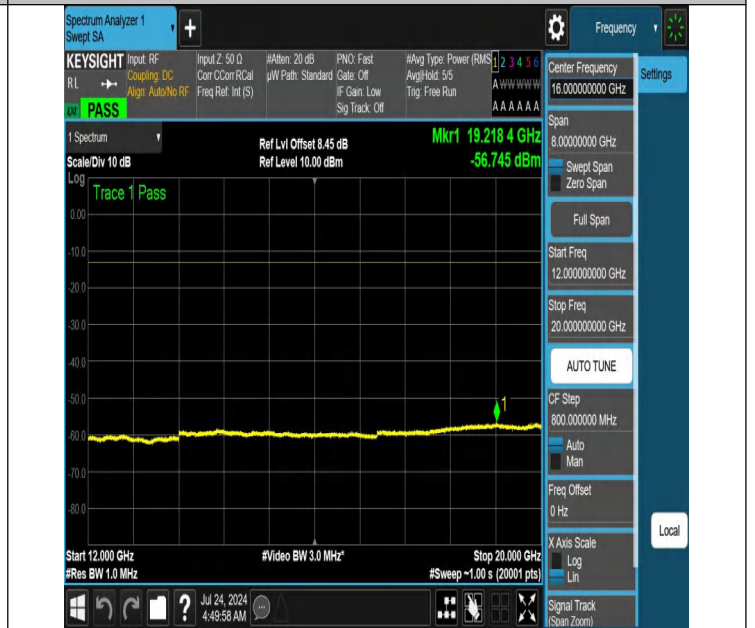 Spectrum Analyzer 1
Swept SA
+
Frequency
KEYSIGHT
RL
PASS
Input: RF
Coupling: DC
Align: Auto/No RF
Input Z: 50 Ω
Corr CCorr RCal
Freq Ref: Int (S)
#Atten: 20 dB
µW Path: Standard
PNO: Fast
Gate: Off
IF Gain: Low
Sig Track: Off
#Avg Type: Power (RMS
Avg|Hold: 5/5
Trig: Free Run
1 2 3 4 5 6
A W W W W W
A A A A A A
Center Frequency
16.000000000 GHz
Settings
Span
8.00000000 GHz
Swept Span
Zero Span
Full Span
Start Freq
12.000000000 GHz
Stop Freq
20.000000000 GHz
AUTO TUNE
CF Step
800.000000 MHz
Auto
Man
Freq Offset
0 Hz
X Axis Scale
Log
Lin
Signal Track
(Span Zoom)
Local
1 Spectrum
Scale/Div 10 dB
Log
Ref Lvl Offset 8.45 dB
Ref Level 10.00 dBm
Mkr1 19.218 4 GHz
-56.745 dBm
Trace 1 Pass
0.00
-10.0
-20.0
-30.0
-40.0
-50.0
-60.0
-70.0
-80.0
1
Start 12.000 GHz
#Res BW 1.0 MHz
#Video BW 3.0 MHz*
Stop 20.000 GHz
#Sweep ~1.00 s (20001 pts)
?
Jul 24, 2024
4:49:58 AM